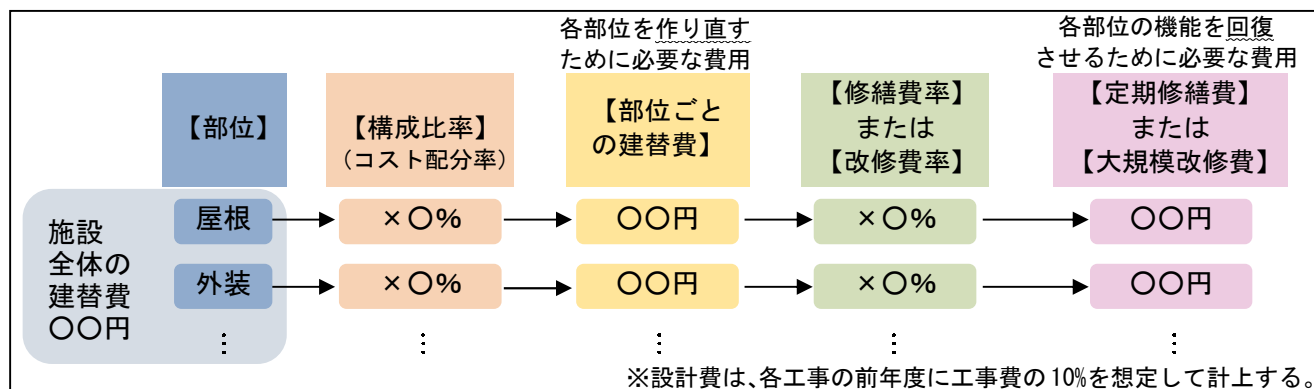 各部位を作り直す
ために必要な費用
各部位の機能を回復
させるために必要な費用
【部位】
【構成比率】
（コスト配分率）
【部位ごと
の建替費】
【修繕費率】
または
【改修費率】
【定期修繕費】
または
【大規模改修費】
施設
全体の
建替費
〇〇円
屋根
×〇%
〇〇円
×〇%
〇〇円
外装
×〇%
〇〇円
×〇%
〇〇円
⋮ ⋮ ⋮ ⋮ ⋮
※設計費は、各工事の前年度に工事費の10%を想定して計上する。